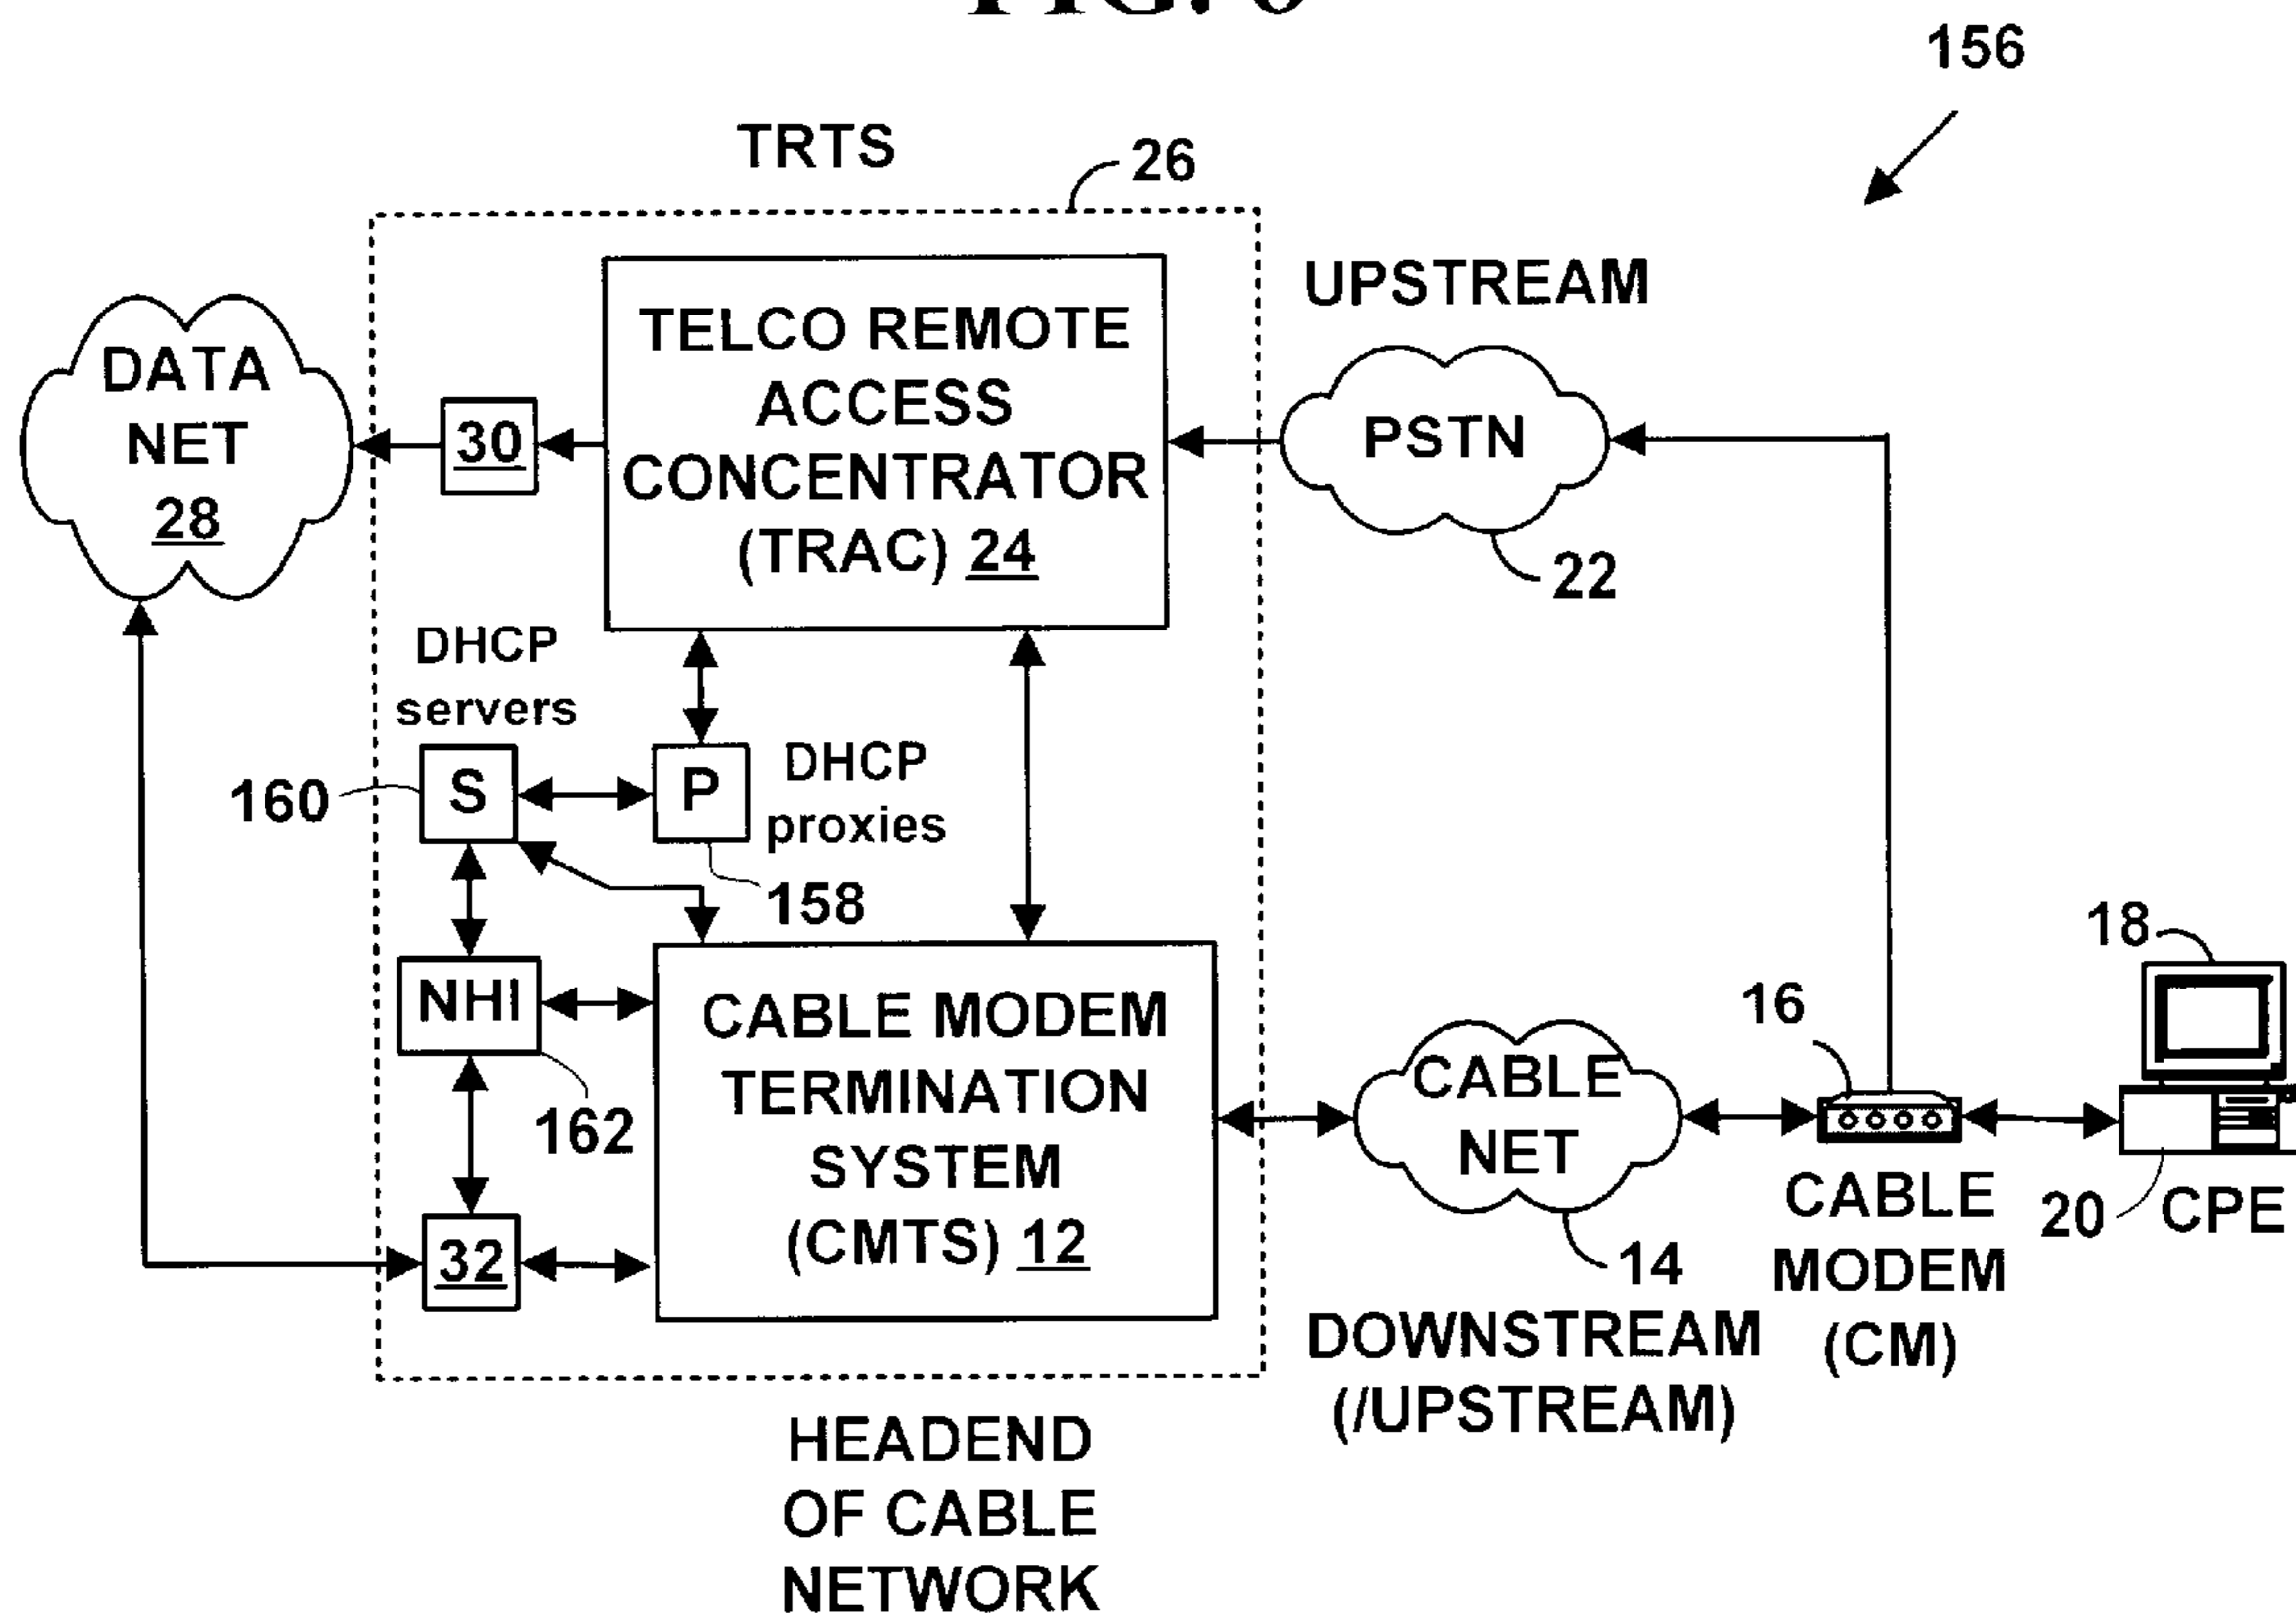 156
TRTS
26
UPSTREAM
TELCO REMOTE
ACCESS
CONCENTRATOR
(TRAC) 24
DATA
NET
28
30
PSTN
22
DHCP
servers
S
160
P
DHCP
proxies
158
NHI
162
32
CABLE MODEM
TERMINATION
SYSTEM
(CMTS) 12
CABLE
NET
14
DOWNSTREAM
(/UPSTREAM)
16
CABLE
MODEM
(CM)
18
20
CPE
HEADEND
OF CABLE
NETWORK